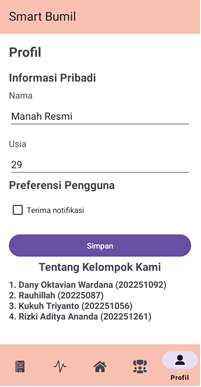 Smart Bumil
Profil
Informasi Pribadi
Nama
Manah Resmi
Usia
29
Preferensi Pengguna
Terima notifikasi
Simpan
Tentang Kelompok Kami
1. Dany Oktavian Wardana (202251092)
2. Rauhillah (20225087)
3. Kukuh Triyanto (202251056)
4. Rizki Aditya Ananda (202251261)
Profil